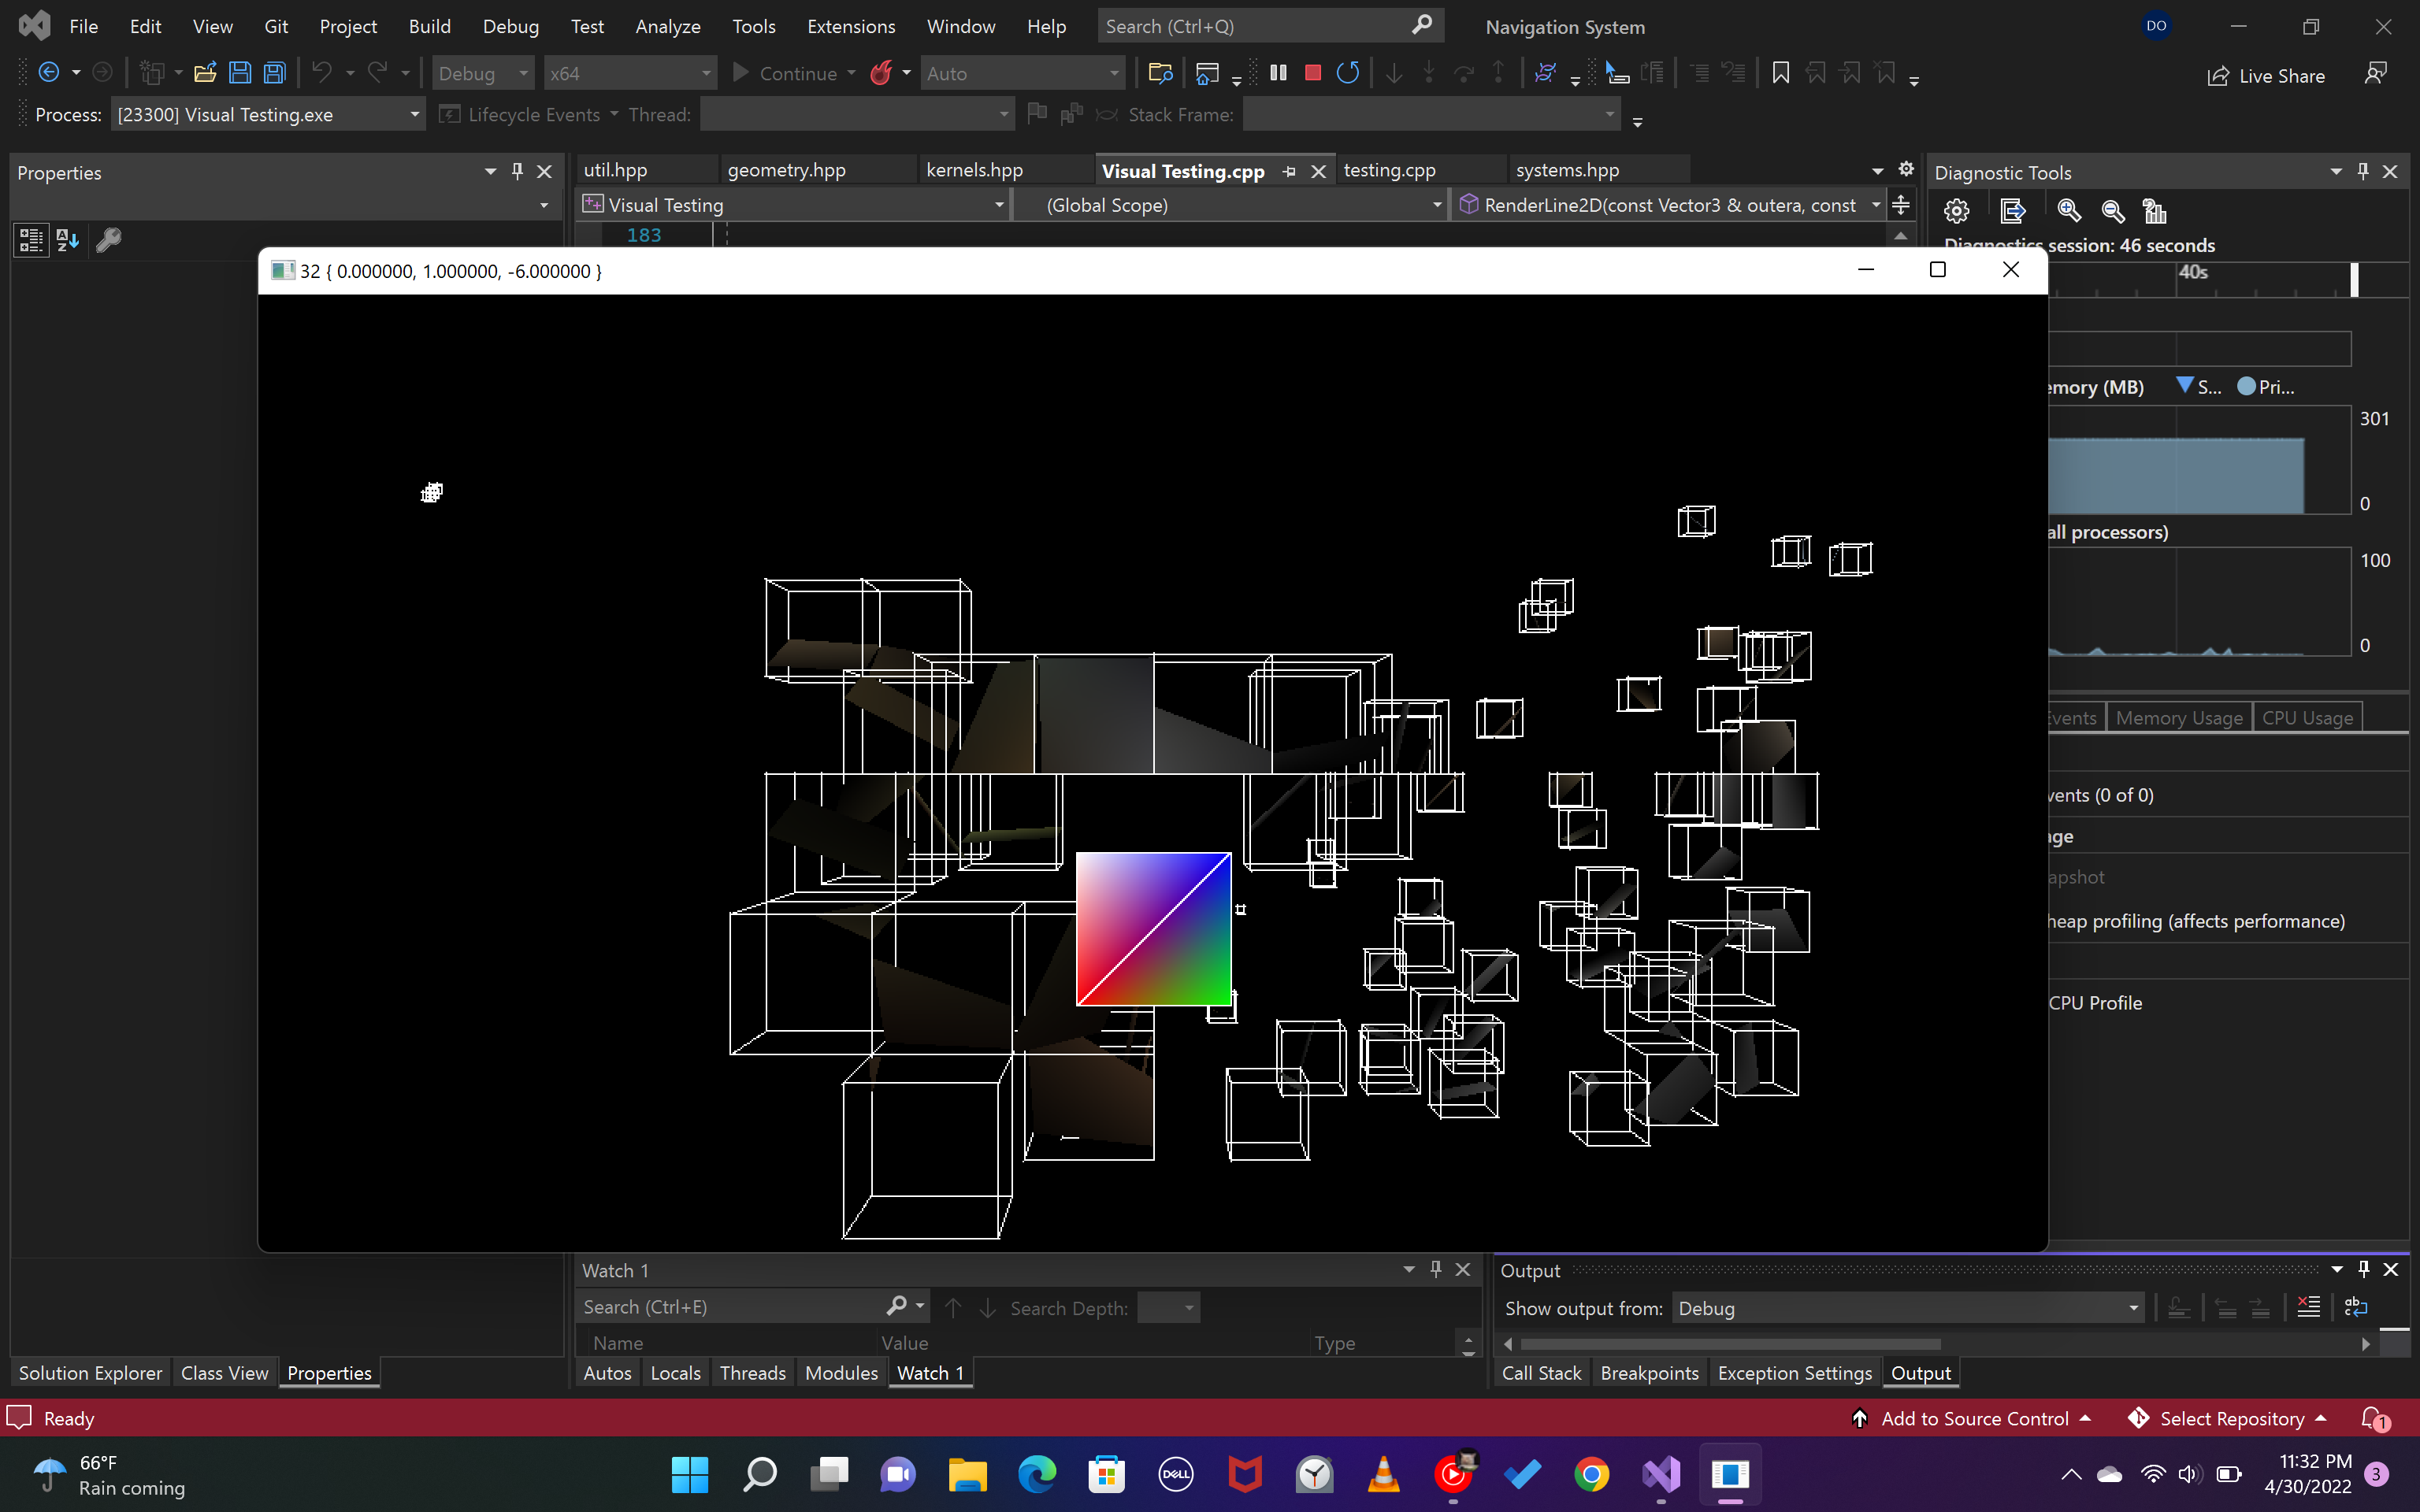 File Edit View Git Project Build Debug Test Analyze Tools Extensions Window Help Search (Ctrl+Q) Navigation System DO
Debug x64 Continue Auto Live Share
Process: [23300] Visual Testing.exe Lifecycle Events Thread: Stack Frame:
Properties
util.hpp geometry.hpp kernels.hpp Visual Testing.cpp testing.cpp systems.hpp
Diagnostic Tools
Visual Testing (Global Scope) RenderLine2D(const Vector3 & outera, const
183
Diagnostics session: 46 seconds
32 { 0.000000, 1.000000, -6.000000 }
40s
emory (MB) S... Pri...
301
0
all processors)
100
0
Events Memory Usage CPU Usage
vents (0 of 0)
ge
apshot
heap profiling (affects performance)
CPU Profile
Watch 1
Search (Ctrl+E) Search Depth:
Name Value Type
Output
Show output from: Debug
Solution Explorer Class View Properties
Autos Locals Threads Modules Watch 1
Call Stack Breakpoints Exception Settings Output
Ready Add to Source Control Select Repository 1
66°F
Rain coming
DELL
11:32 PM
4/30/2022
3